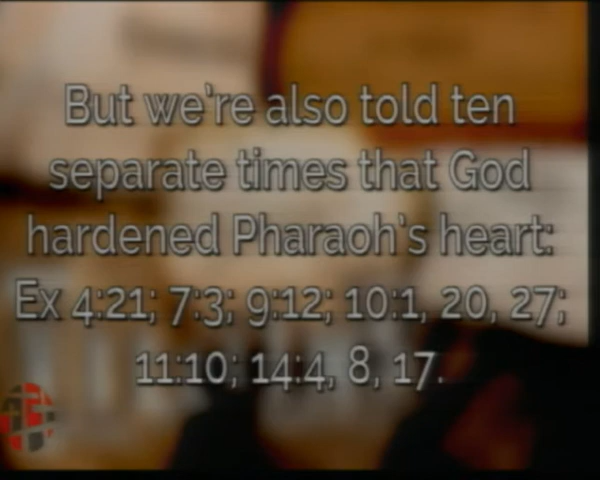 But we're also told ten
separate times that God
hardened Pharaoh's heart:
Ex 4:21; 7:3; 9:12; 10:1, 20, 27;
11:10; 14:4, 8, 17.